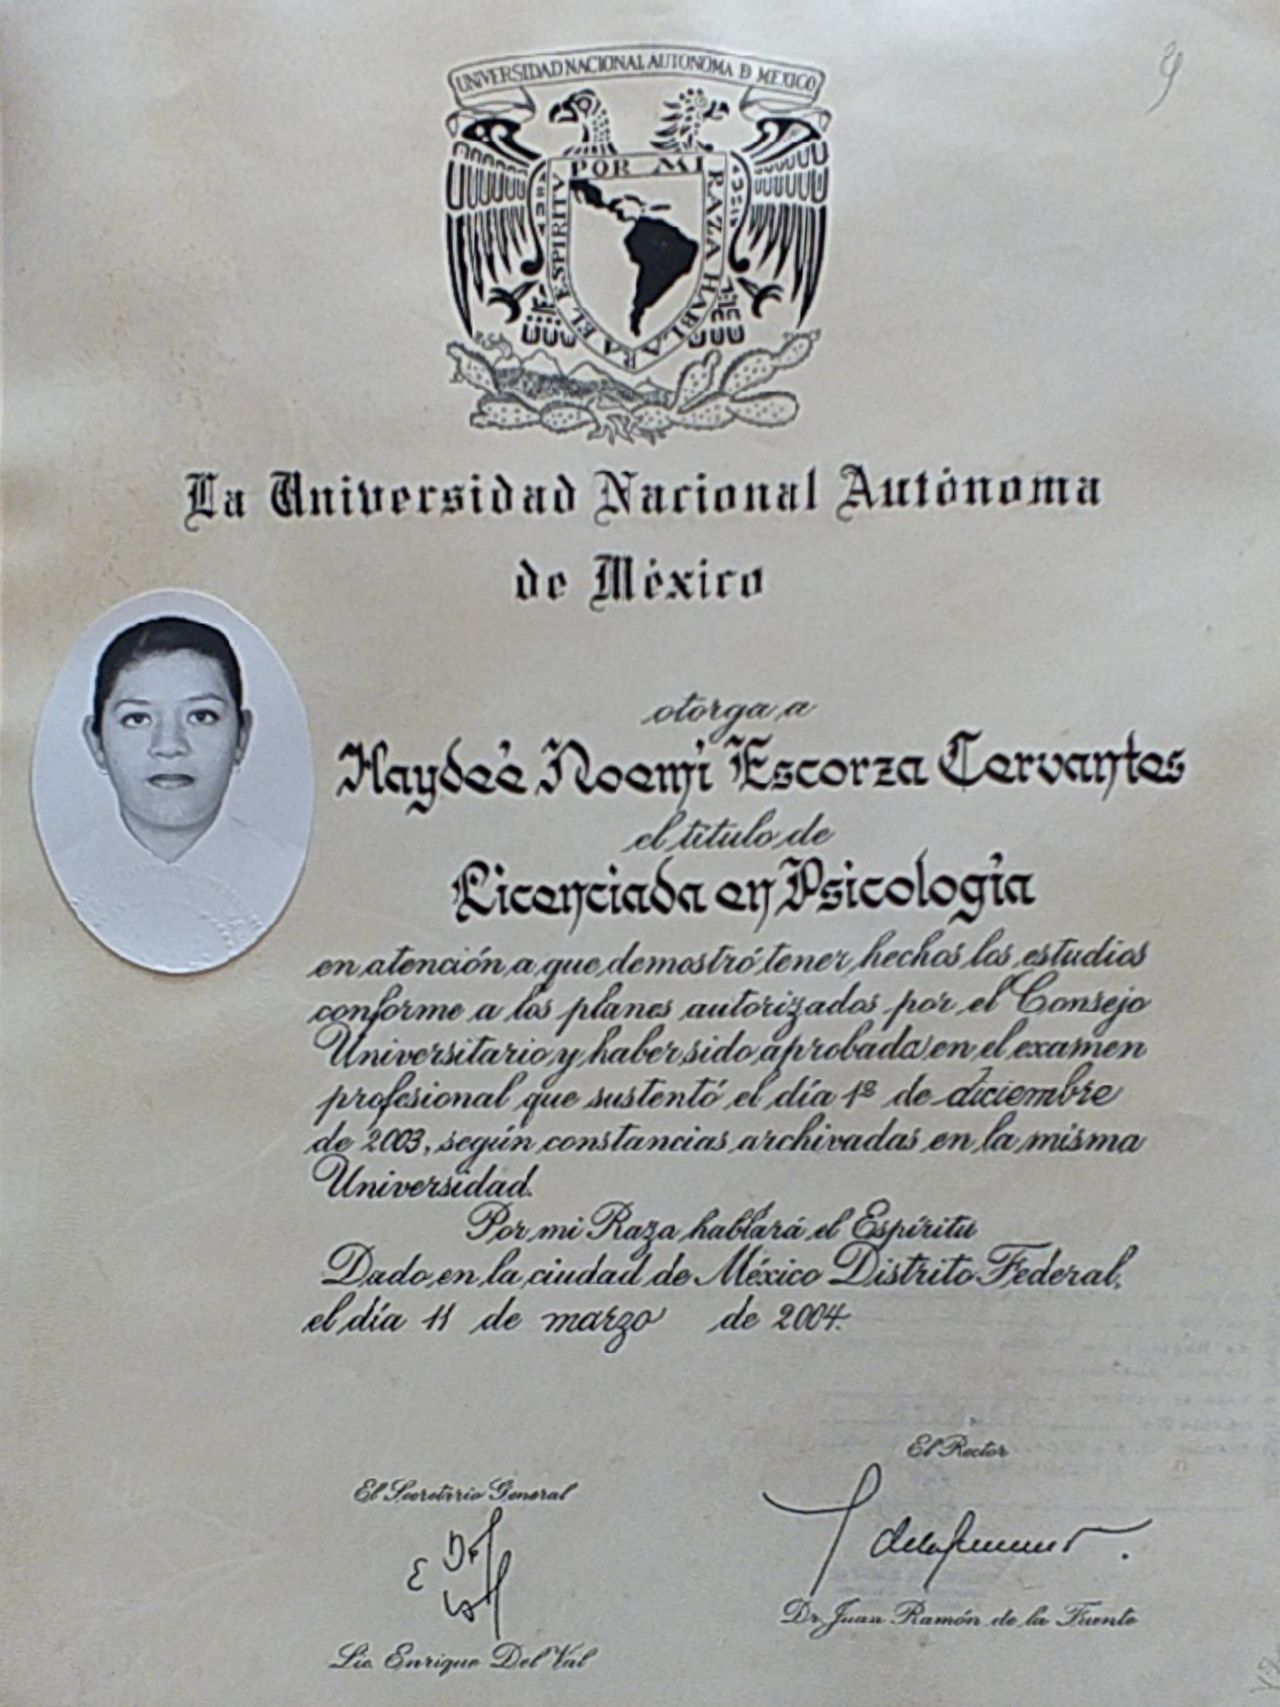 UNIVERSIDAD NACIONAL AUTONOMA D MEXICO
POR MI RAZA HABLARA EL ESPIRITV
La Universidad Nacional Autónoma
de México
otorga a
Haydeé Noemí Escorza Cervantes
el título de
Licenciada en Psicología
en atención a que demostró tener hechos los estudios
conforme a los planes autorizados por el Consejo
Universitario y haber sido aprobada en el examen
profesional que sustentó el día 1º de diciembre
de 2003, según constancias archivadas en la misma
Universidad.
Por mi Raza hablará el Espíritu
Dado en la ciudad de México Distrito Federal,
el día 11 de marzo de 2004.
El Rector
El Secretario General
Dr. Juan Ramón de la Fuente
Lic. Enrique Del Val